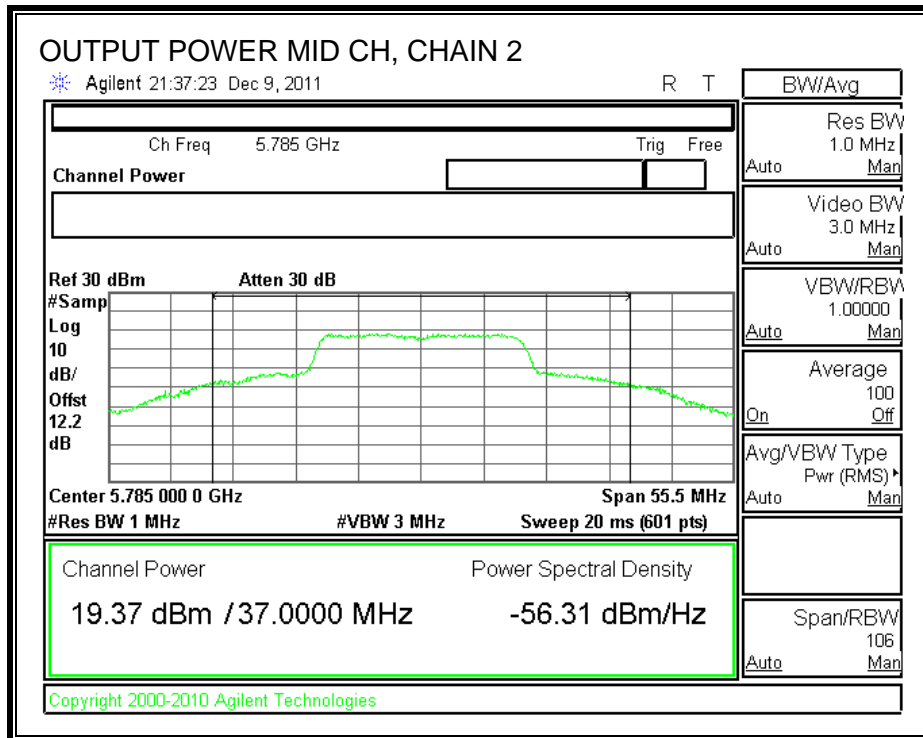 OUTPUT POWER MID CH, CHAIN 2
Agilent 21:37:23 Dec 9, 2011 R T
Ch Freq 5.785 GHz Trig Free
Channel Power
Ref 30 dBm Atten 30 dB
#Samp
Log
10
dB/
Offst
12.2
dB
Center 5.785 000 0 GHz Span 55.5 MHz
#Res BW 1 MHz #VBW 3 MHz Sweep 20 ms (601 pts)
Channel Power Power Spectral Density
19.37 dBm / 37.0000 MHz -56.31 dBm/Hz
Copyright 2000-2010 Agilent Technologies
BW/Avg
Res BW
1.0 MHz
Auto Man
Video BW
3.0 MHz
Auto Man
VBW/RBW
1.00000
Auto Man
Average
100
On Off
Avg/VBW Type
Pwr (RMS)
Auto Man
Span/RBW
106
Auto Man